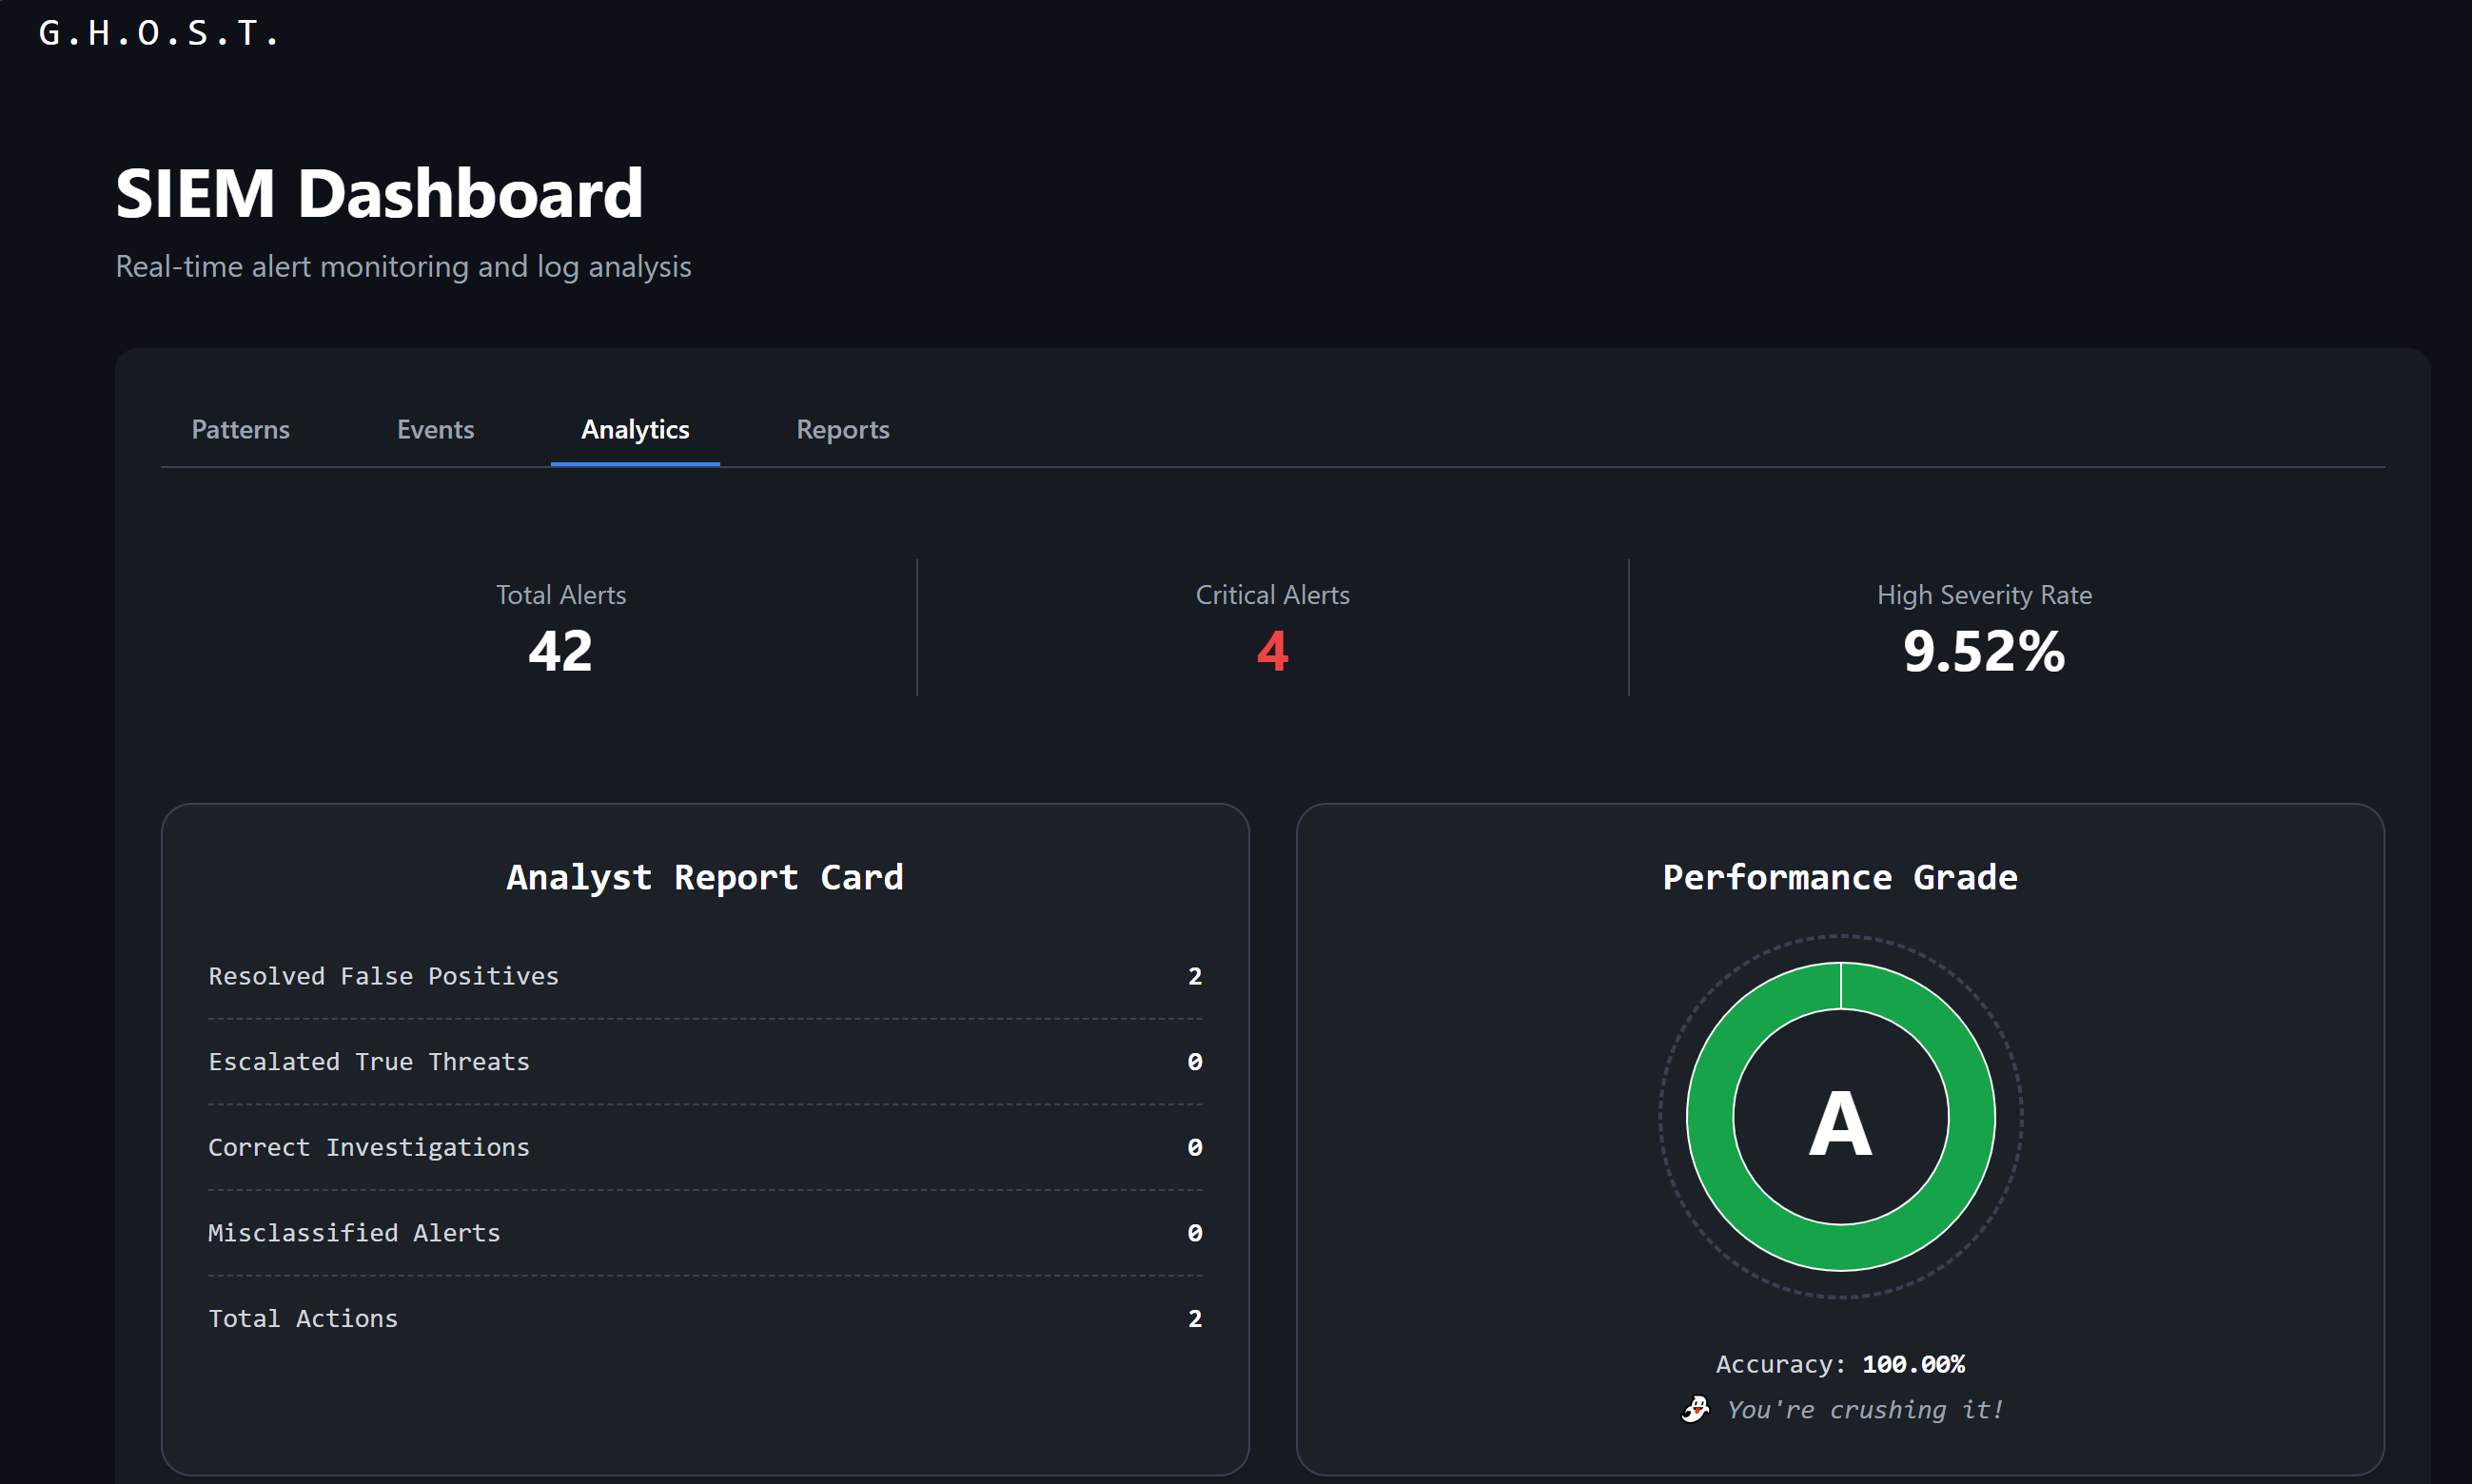 G.H.O.S.T.
SIEM Dashboard
Real-time alert monitoring and log analysis
Patterns Events Analytics Reports
Total Alerts
42
Critical Alerts
4
High Severity Rate
9.52%
Analyst Report Card
Resolved False Positives 2
Escalated True Threats 0
Correct Investigations 0
Misclassified Alerts 0
Total Actions 2
Performance Grade
A
Accuracy: 100.00%
You're crushing it!